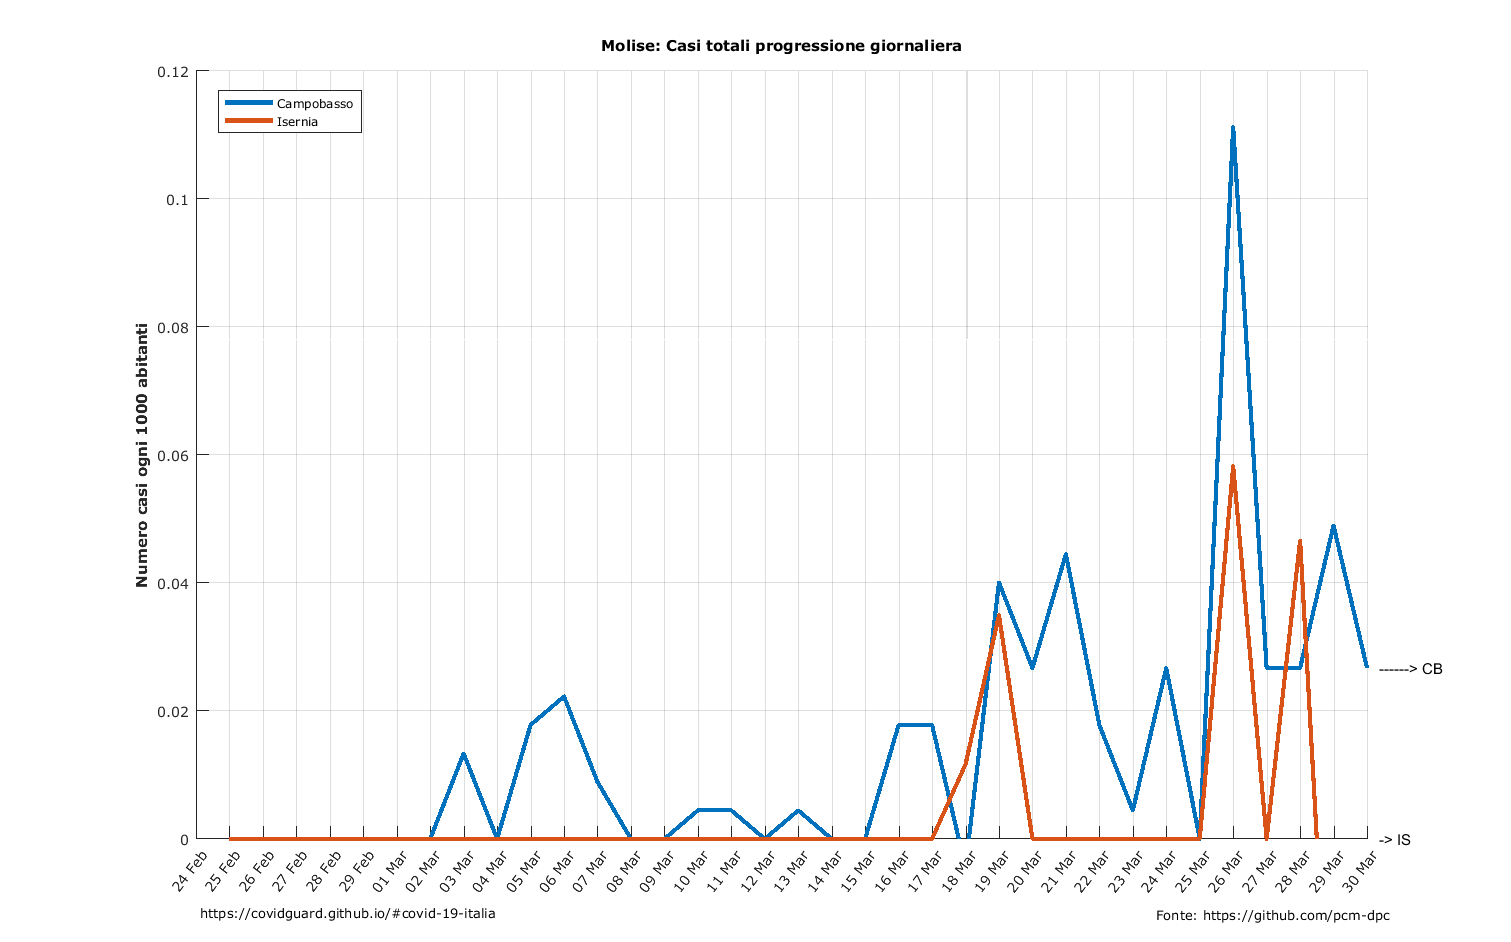 Molise: Casi totali progressione giornaliera
Campobasso
Isernia
Numero casi ogni 1000 abitanti
0.12
0.1
0.08
0.06
0.04
0.02
0
------> CB
-> IS
24 Feb
25 Feb
26 Feb
27 Feb
28 Feb
29 Feb
01 Mar
02 Mar
03 Mar
04 Mar
05 Mar
06 Mar
07 Mar
08 Mar
09 Mar
10 Mar
11 Mar
12 Mar
13 Mar
14 Mar
15 Mar
16 Mar
17 Mar
18 Mar
19 Mar
20 Mar
21 Mar
22 Mar
23 Mar
24 Mar
25 Mar
26 Mar
27 Mar
28 Mar
29 Mar
30 Mar
https://covidguard.github.io/#covid-19-italia
Fonte: https://github.com/pcm-dpc